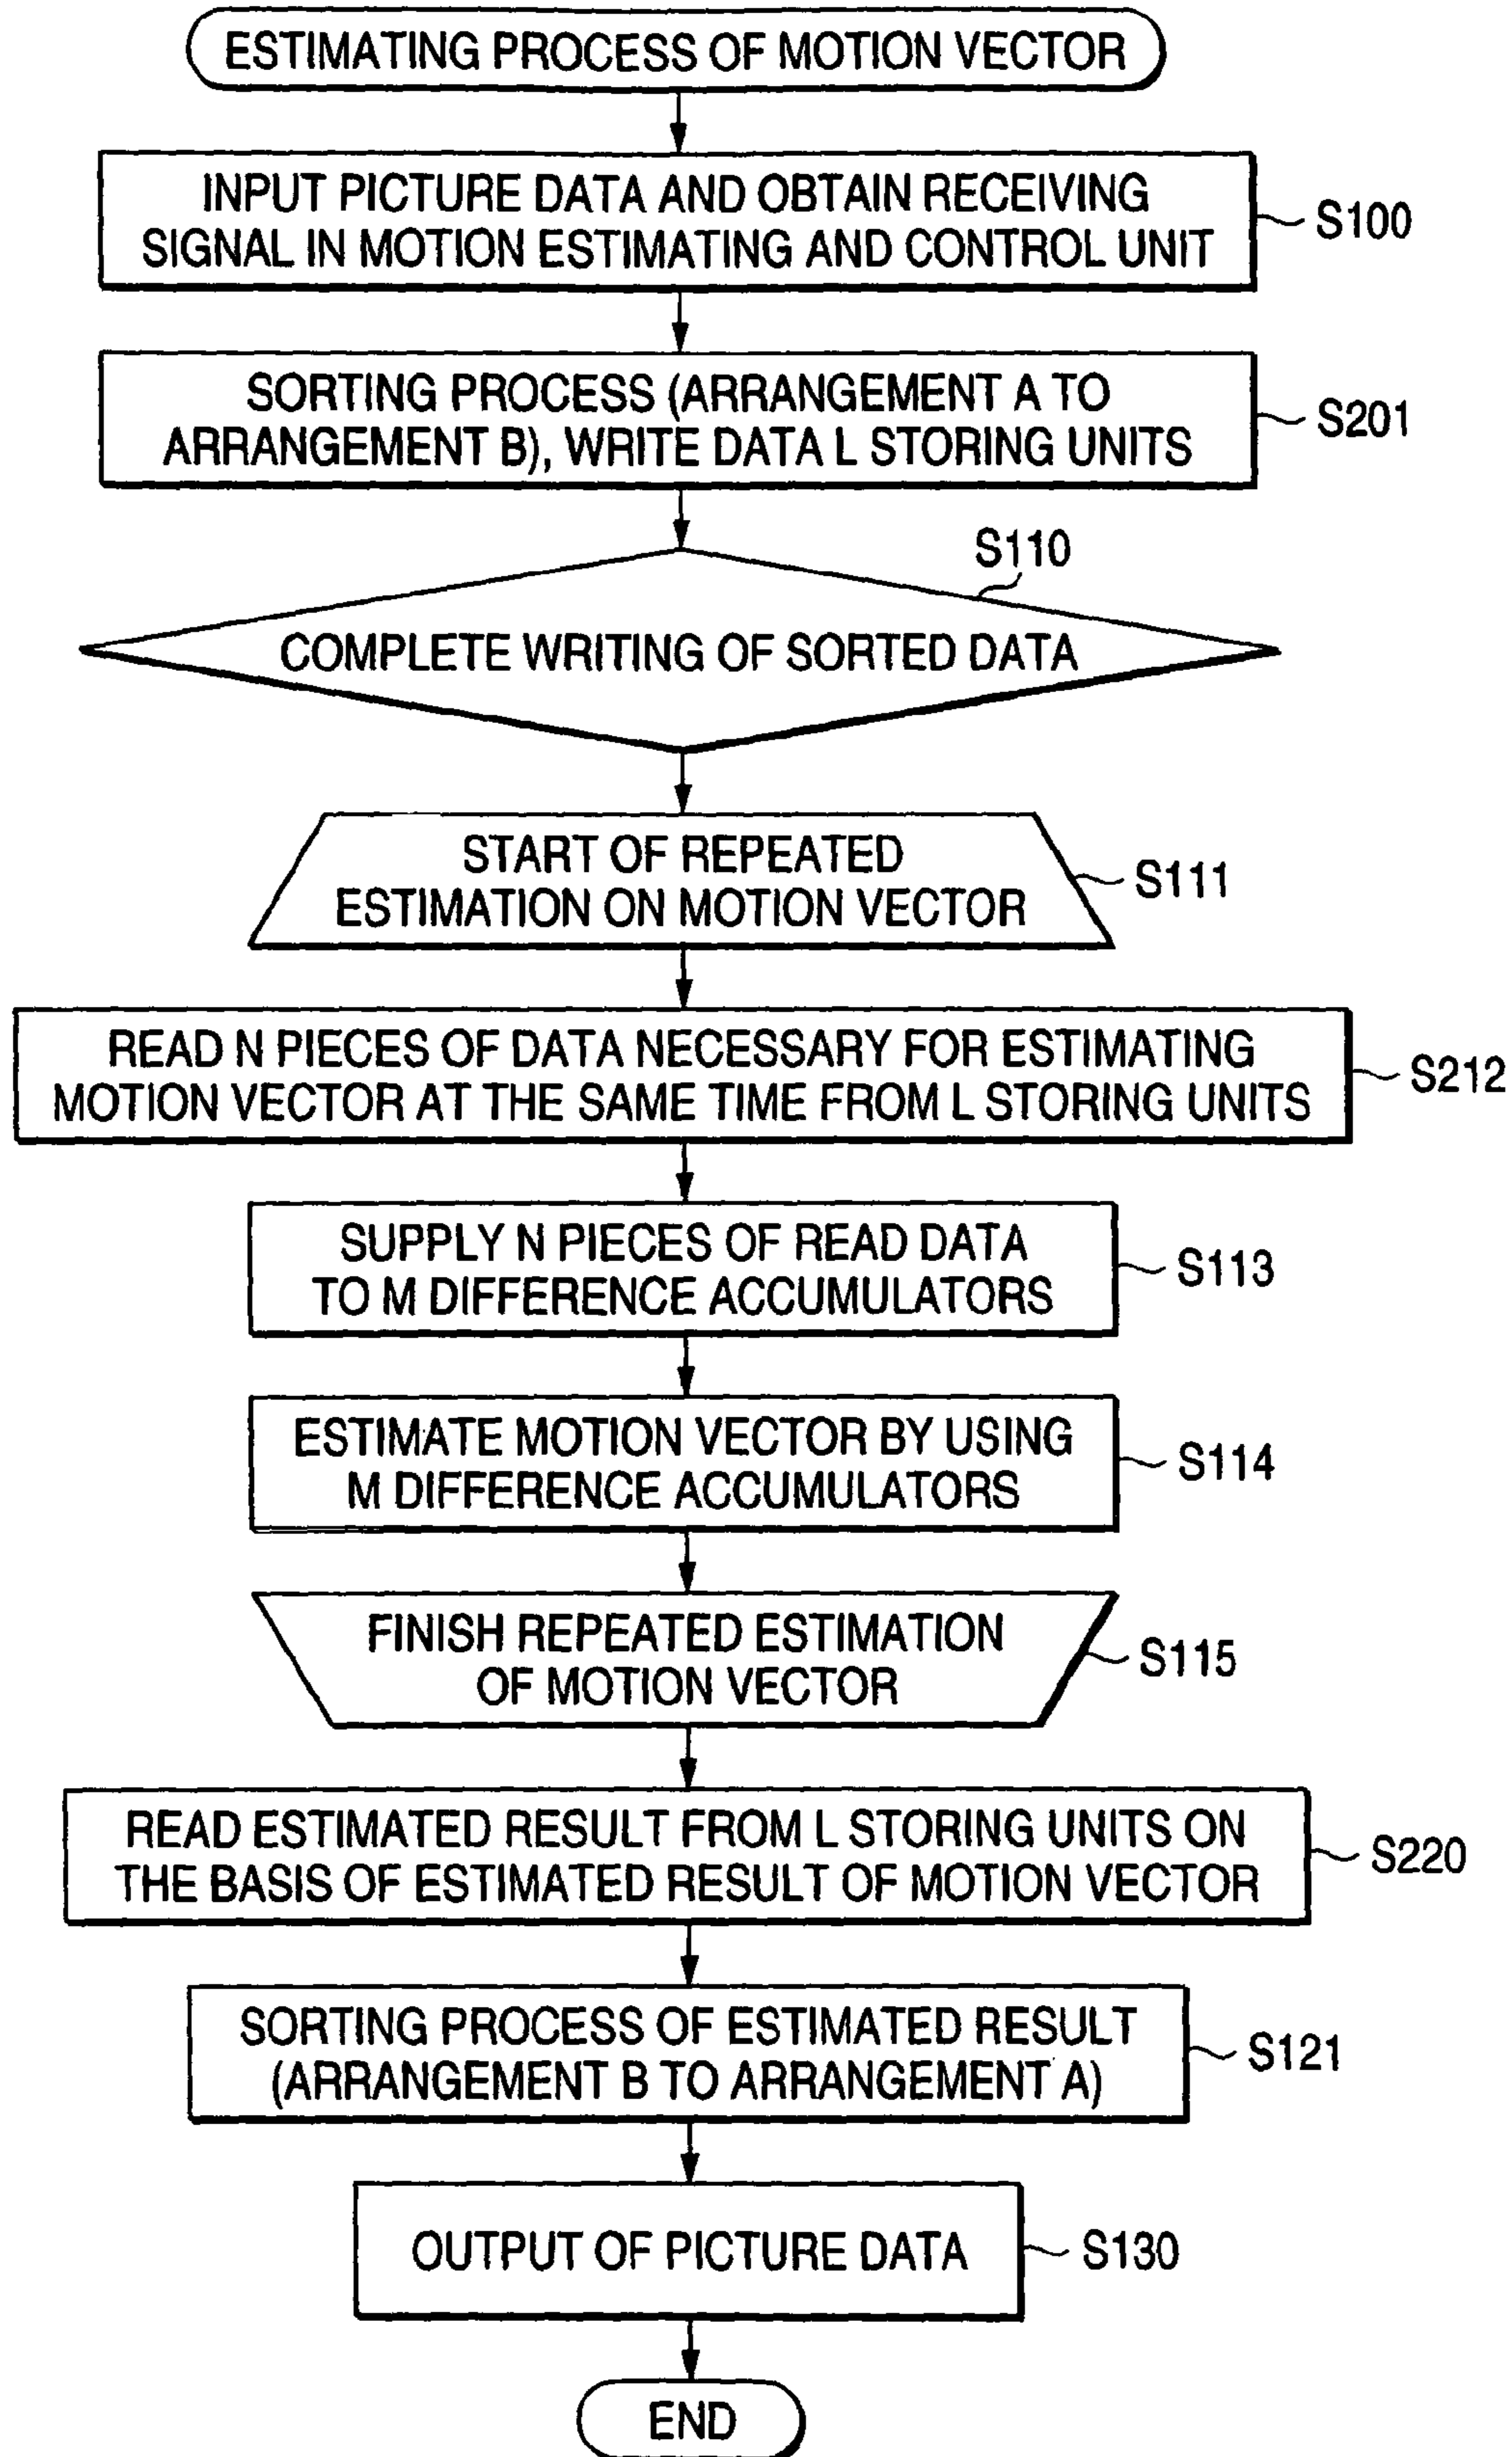 ESTIMATING PROCESS OF MOTION VECTOR
INPUT PICTURE DATA AND OBTAIN RECEIVING
SIGNAL IN MOTION ESTIMATING AND CONTROL UNIT
S100
SORTING PROCESS (ARRANGEMENT A TO
ARRANGEMENT B), WRITE DATA L STORING UNITS
S201
S110
COMPLETE WRITING OF SORTED DATA
START OF REPEATED
ESTIMATION ON MOTION VECTOR
S111
READ N PIECES OF DATA NECESSARY FOR ESTIMATING
MOTION VECTOR AT THE SAME TIME FROM L STORING UNITS
S212
SUPPLY N PIECES OF READ DATA
TO M DIFFERENCE ACCUMULATORS
S113
ESTIMATE MOTION VECTOR BY USING
M DIFFERENCE ACCUMULATORS
S114
FINISH REPEATED ESTIMATION
OF MOTION VECTOR
S115
READ ESTIMATED RESULT FROM L STORING UNITS ON
THE BASIS OF ESTIMATED RESULT OF MOTION VECTOR
S220
SORTING PROCESS OF ESTIMATED RESULT
(ARRANGEMENT B TO ARRANGEMENT A)
S121
OUTPUT OF PICTURE DATA
S130
END